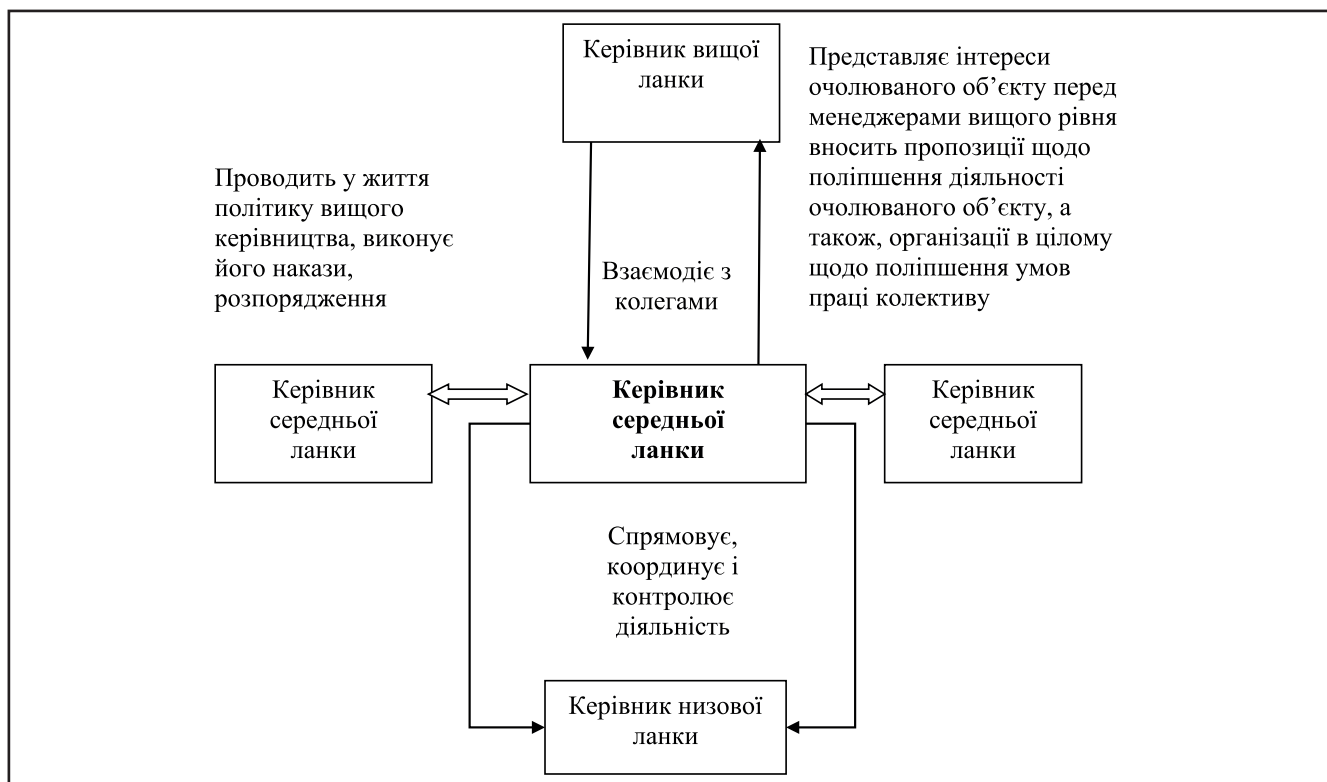 Керівник вищої
ланки
Представляє інтереси
очолюваного об’єкту перед
менеджерами вищого рівня
вносить пропозиції щодо
поліпшення діяльності
очолюваного об’єкту, а
також, організації в цілому
щодо поліпшення умов
праці колективу
Проводить у життя
політику вищого
керівництва, виконує
його накази,
розпорядження
Взаємодіє з
колегами
Керівник
середньої
ланки
Керівник
середньої
ланки
Керівник
середньої
ланки
Спрямовує,
координує і
контролює
діяльність
Керівник низової
ланки